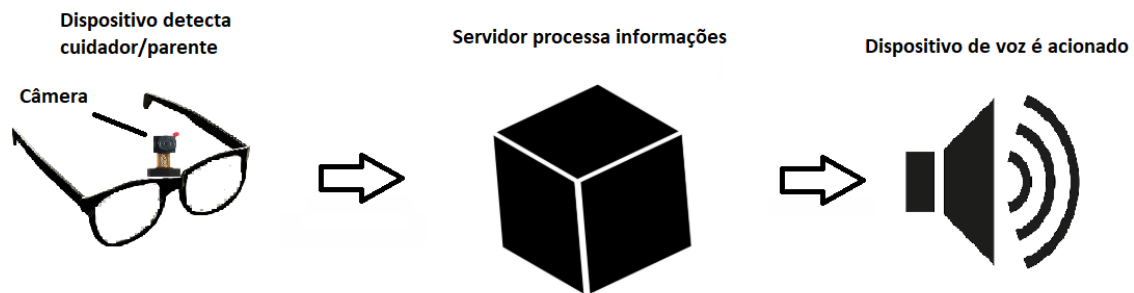 Dispositivo detecta
cuidador/parente
Câmera
Servidor processa informações
Dispositivo de voz é acionado